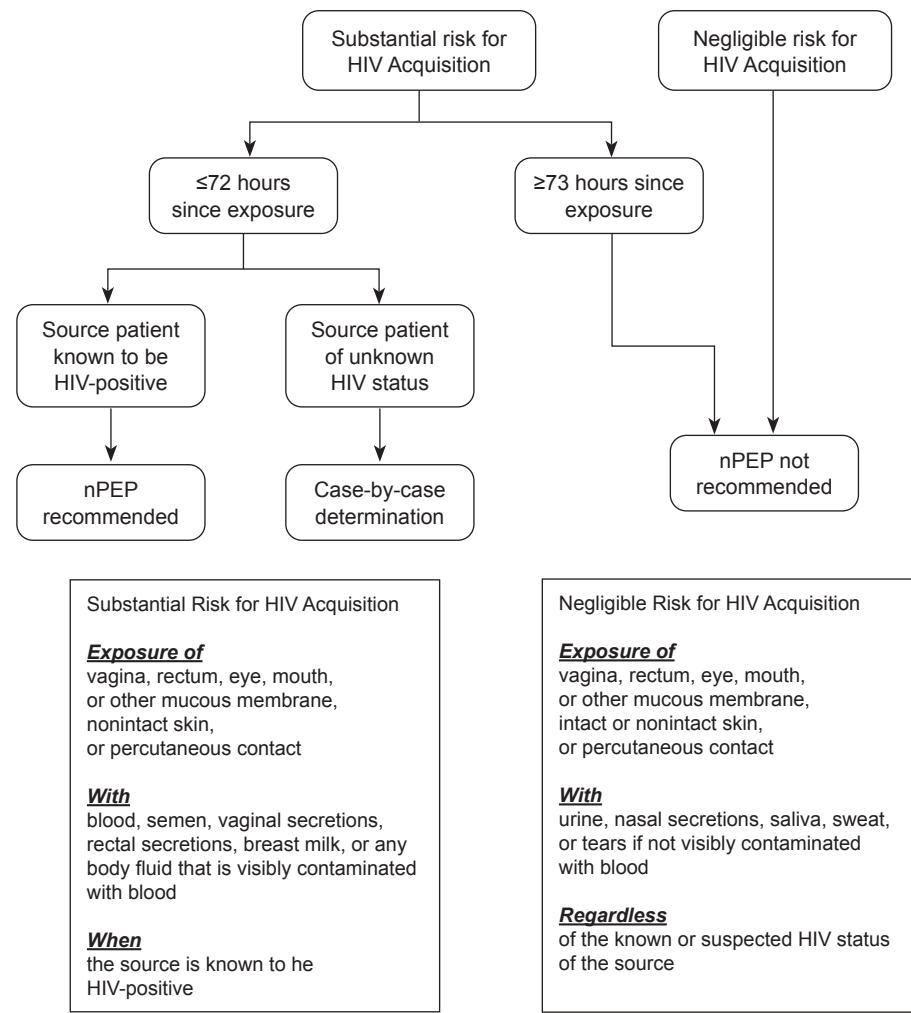 Substantial risk for
HIV Acquisition
Negligible risk for
HIV Acquisition
≤72 hours
since exposure
≥73 hours since
exposure
Source patient
known to be
HIV-positive
Source patient
of unknown
HIV status
nPEP
recommended
Case-by-case
determination
nPEP not
recommended
Substantial Risk for HIV Acquisition
Exposure of
vagina, rectum, eye, mouth,
or other mucous membrane,
nonintact skin,
or percutaneous contact
With
blood, semen, vaginal secretions,
rectal secretions, breast milk, or any
body fluid that is visibly contaminated
with blood
When
the source is known to he
HIV-positive
Negligible Risk for HIV Acquisition
Exposure of
vagina, rectum, eye, mouth,
or other mucous membrane,
intact or nonintact skin,
or percutaneous contact
With
urine, nasal secretions, saliva, sweat,
or tears if not visibly contaminated
with blood
Regardless
of the known or suspected HIV status
of the source